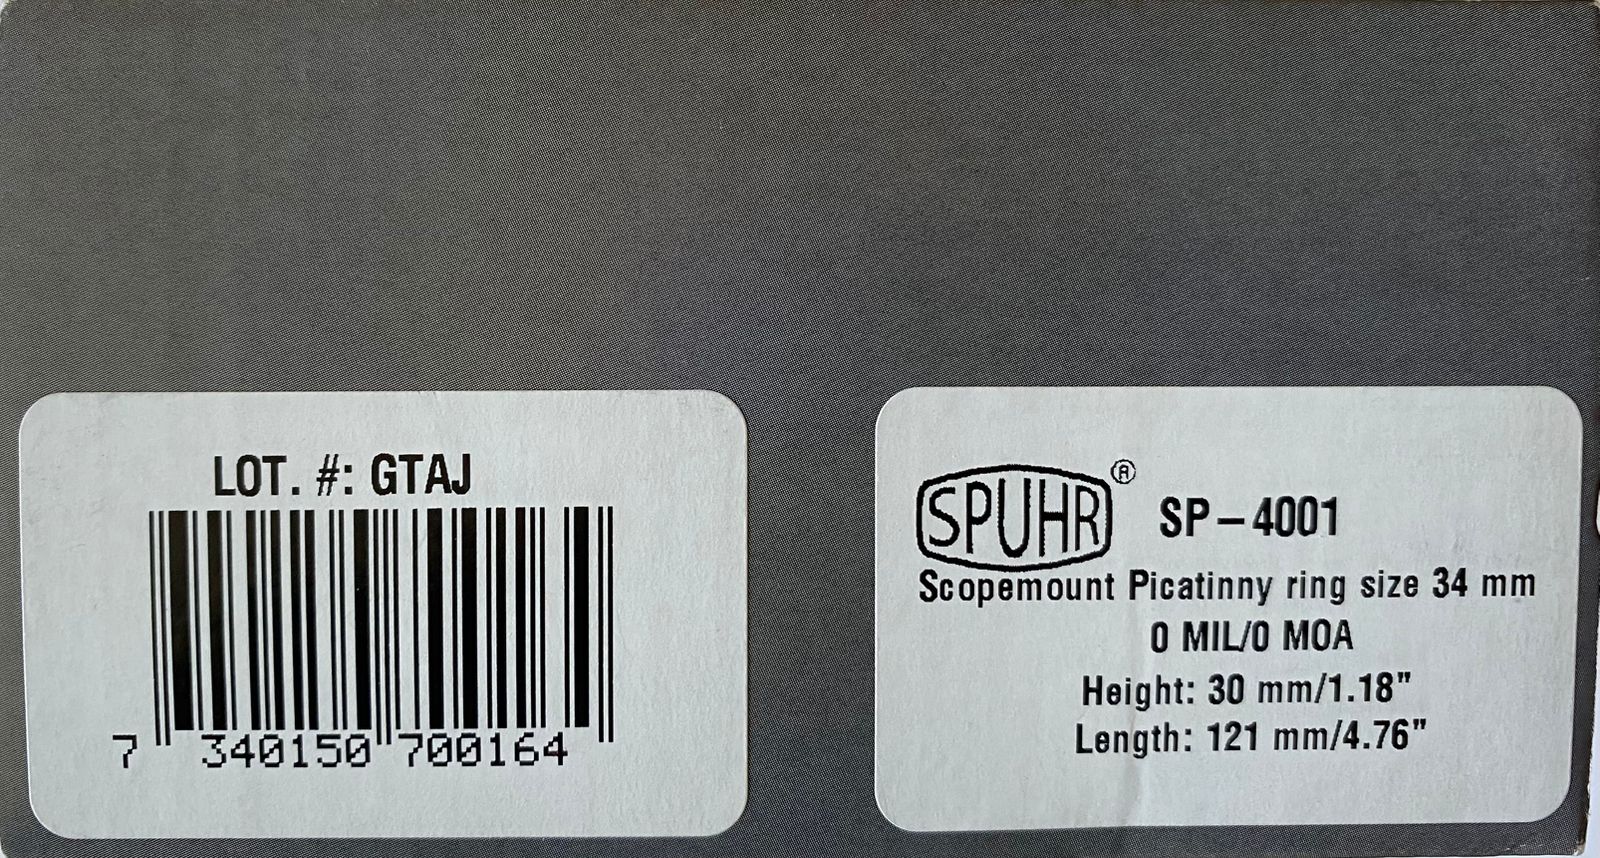 LOT. #: GTAJ
7 340150 700164
SPUHR® SP-4001
Scopemount Picatinny ring size 34 mm
0 MIL/0 MOA
Height: 30 mm/1.18"
Length: 121 mm/4.76"